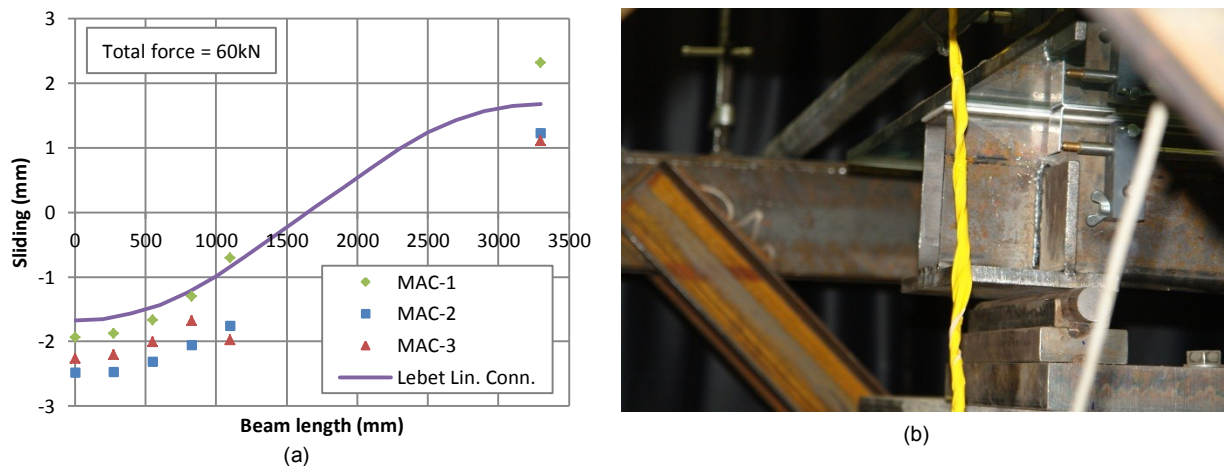 Total force = 60kN
3
2
1
0
-1
-2
-3
Sliding (mm)
0 500 1000 1500 2000 2500 3000 3500
MAC-1
MAC-2
MAC-3
Lebet Lin. Conn.
Beam length (mm)
(a)
(b)